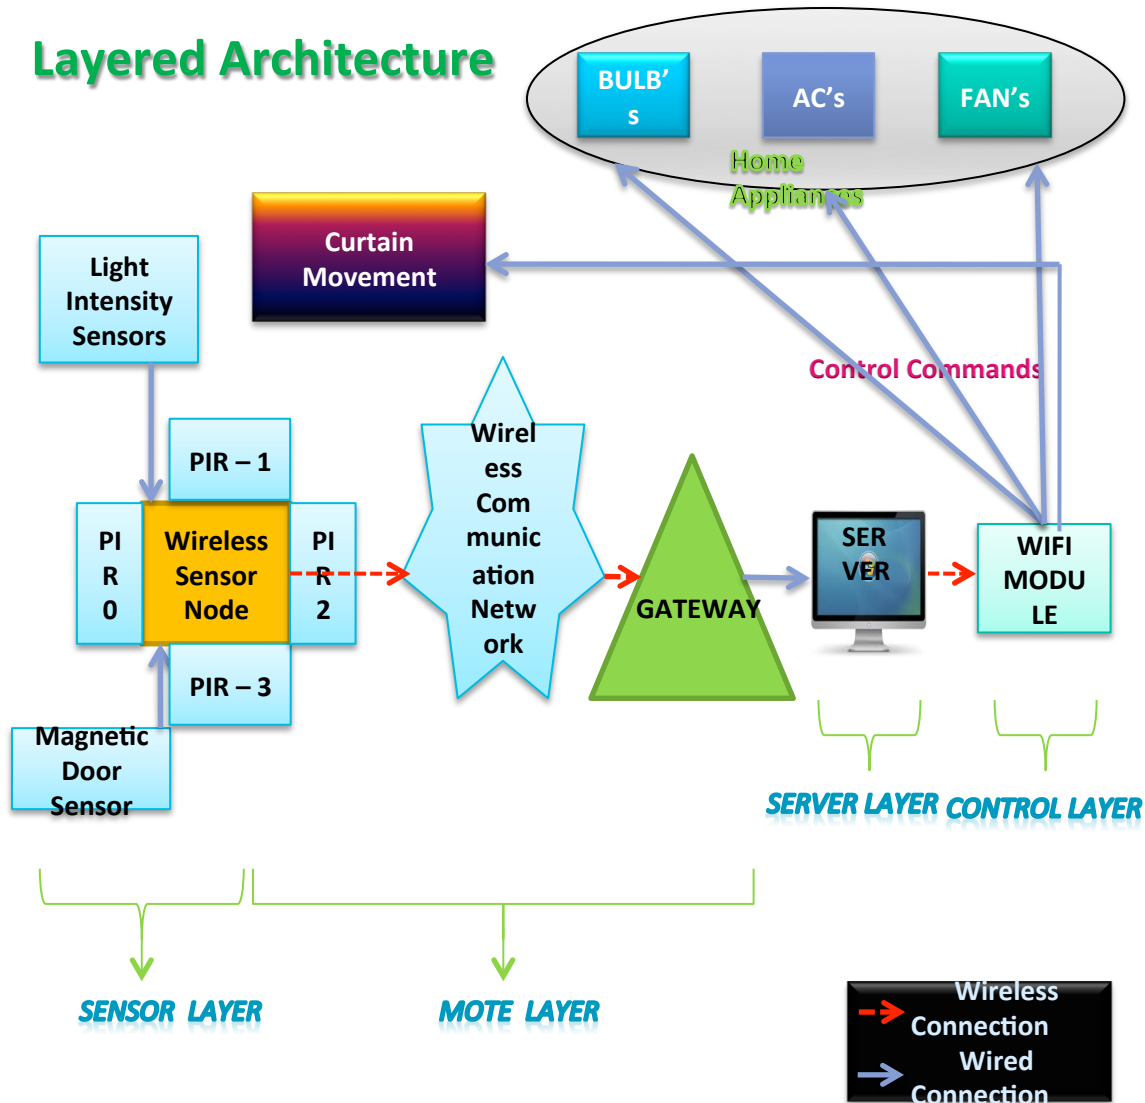 Layered Architecture
BULB'
s
AC's
FAN's
Home
Appliances
Curtain
Movement
Light
Intensity
Sensors
Control Commands
PIR – 1
PI
R
0
Wireless
Sensor
Node
PI
R
2
PIR – 3
Magnetic
Door
Sensor
Wirel
ess
Com
munic
ation
Netw
ork
GATEWAY
SER
VER
WIFI
MODU
LE
SERVER LAYER
CONTROL LAYER
SENSOR LAYER
MOTE LAYER
Wireless
Connection
Wired
Connection